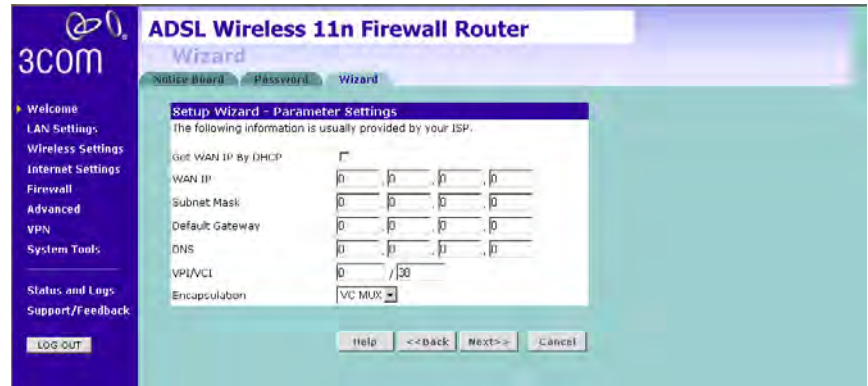 3COM
ADSL Wireless 11n Firewall Router
Wizard
Notice Board Password Wizard
Welcome
LAN Settings
Wireless Settings
Internet Settings
Firewall
Advanced
VPN
System Tools
Status and Logs
Support/Feedback
LOG OUT
Setup Wizard - Parameter Settings
The following information is usually provided by your ISP.
Get WAN IP By DHCP
WAN IP 0 . 0 . 0 . 0
Subnet Mask 0 . 0 . 0 . 0
Default Gateway 0 . 0 . 0 . 0
DNS 0 . 0 . 0 . 0
VPI/VCI 0 / 38
Encapsulation VC MUX
Help <<Back Next>> Cancel